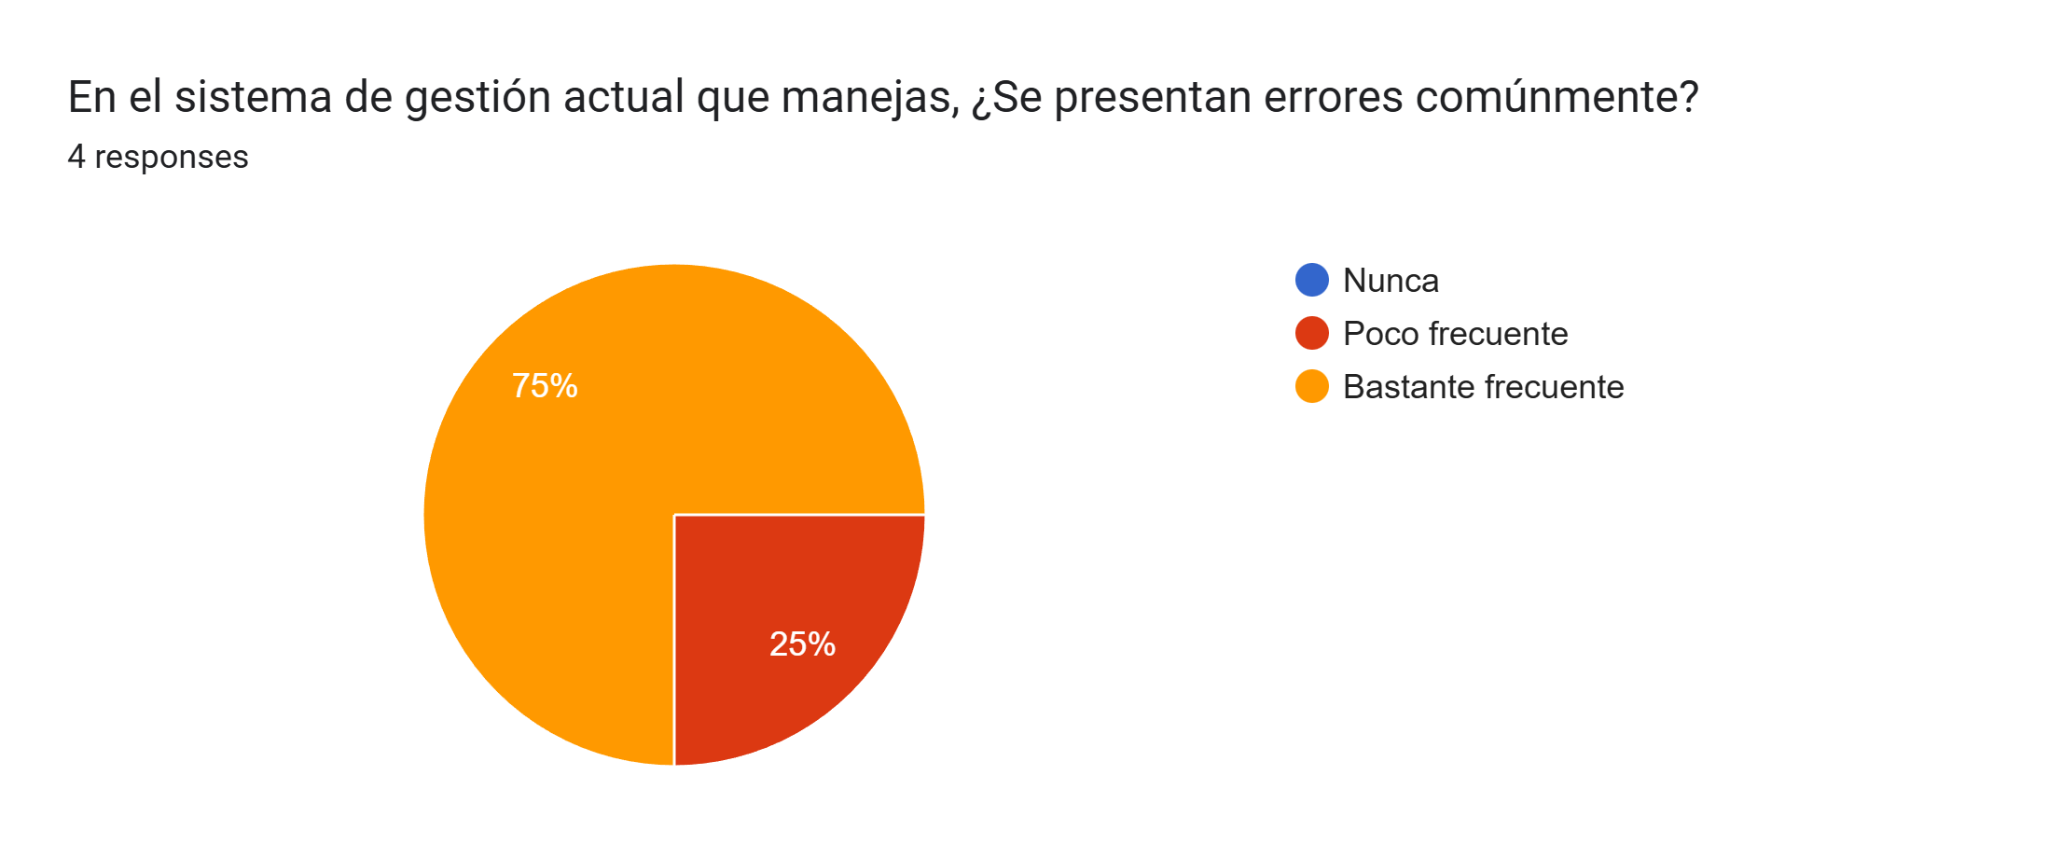 En el sistema de gestión actual que manejas, ¿Se presentan errores comúnmente?
4 responses
Nunca
Poco frecuente
Bastante frecuente
75%
25%